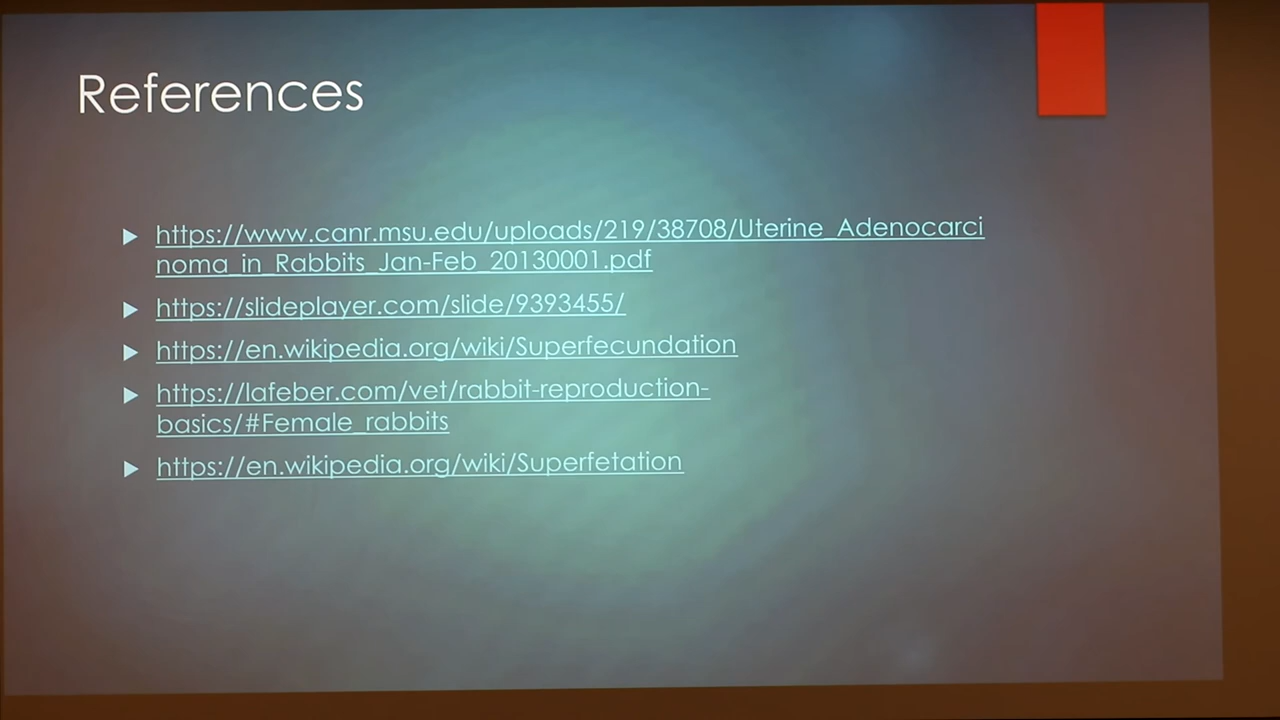 References
https://www.canr.msu.edu/uploads/219/38708/Uterine_Adenocarci
noma_in_Rabbits_Jan-Feb_20130001.pdf
https://slideplayer.com/slide/9393455/
https://en.wikipedia.org/wiki/Superfecundation
https://lafeber.com/vet/rabbit-reproduction-
basics/#Female_rabbits
https://en.wikipedia.org/wiki/Superfetation